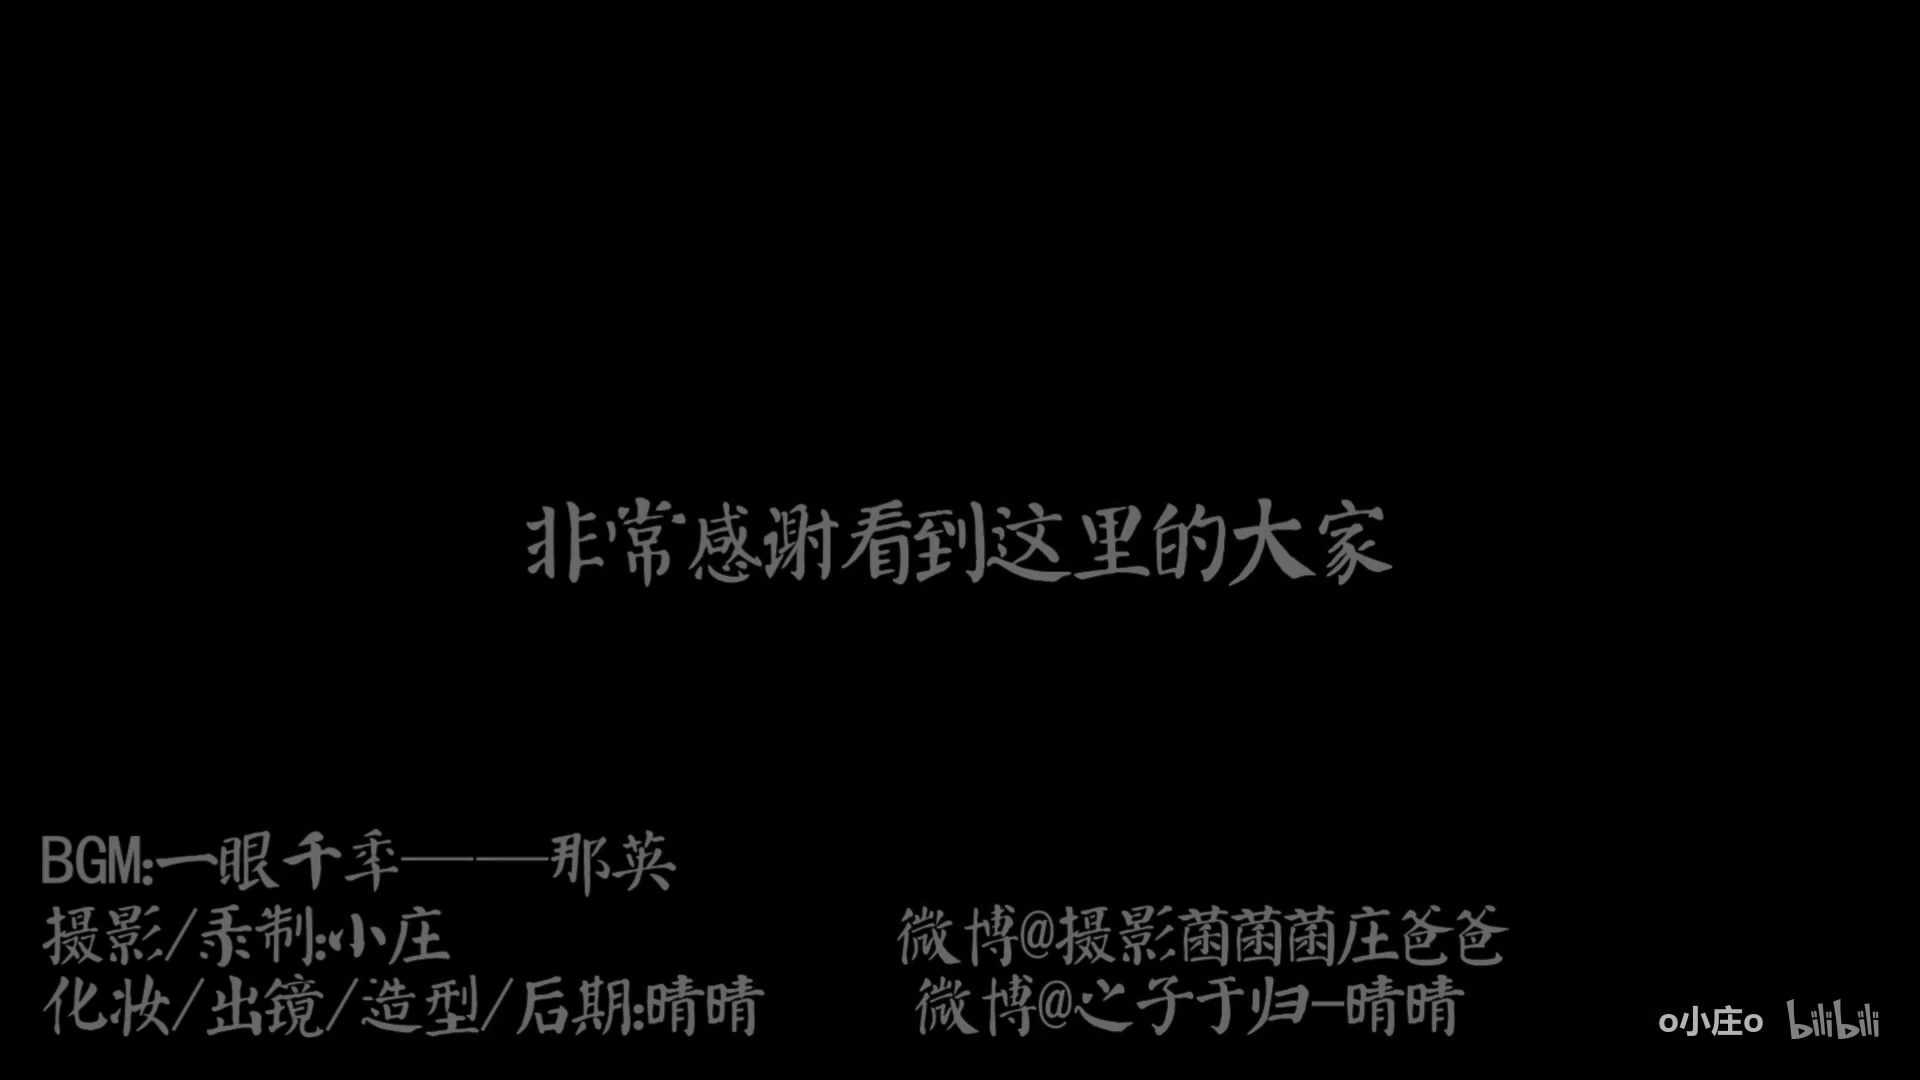 非常感谢看到这里的大家
BGM:一眼千年——那英
摄影/录制:小庄
微博@摄影菌菌菌庄爸爸
化妆/出镜/造型/后期:晴晴
微博@之子于归-晴晴
o小庄o bilibili